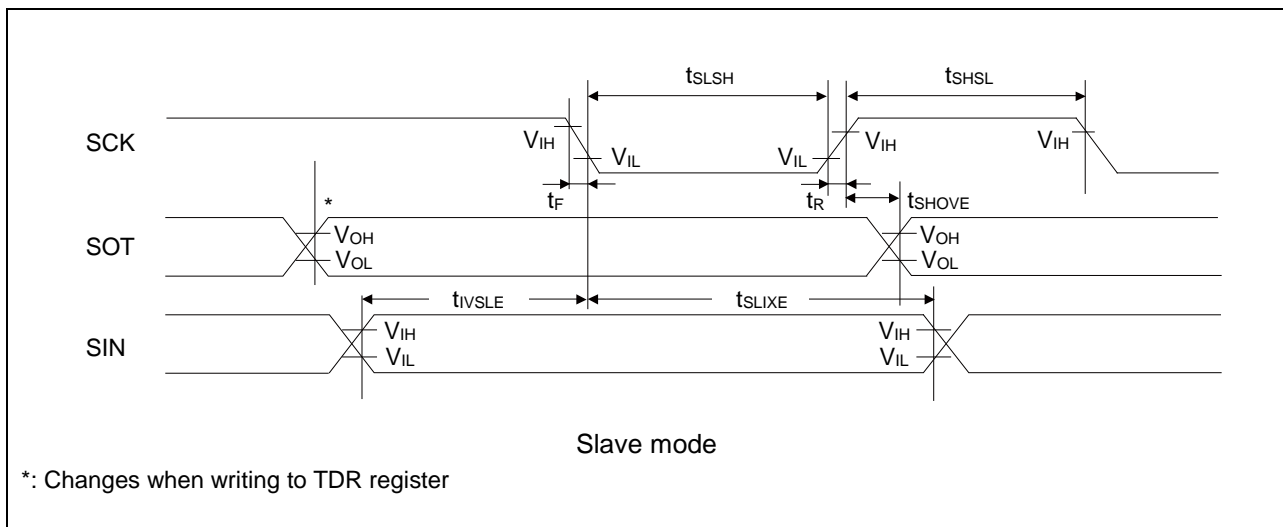 tSLSH tSHSL
SCK VIH VIL VIL VIH VIH
tF tR tSHOVE
*
SOT VOH VOH
VOL VOL
tIVSLE tSLIXE
SIN VIH VIH
VIL VIL
Slave mode
*: Changes when writing to TDR register